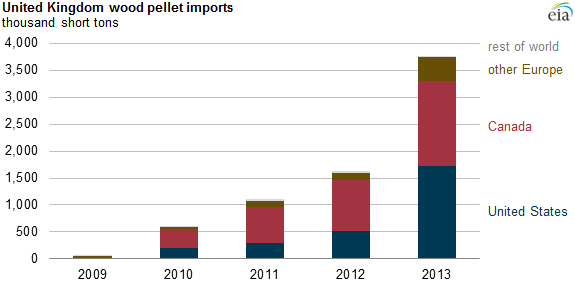 United Kingdom wood pellet imports
thousand short tons
eia
4,000
3,500
3,000
2,500
2,000
1,500
1,000
500
0
2009 2010 2011 2012 2013
rest of world
other Europe
Canada
United States